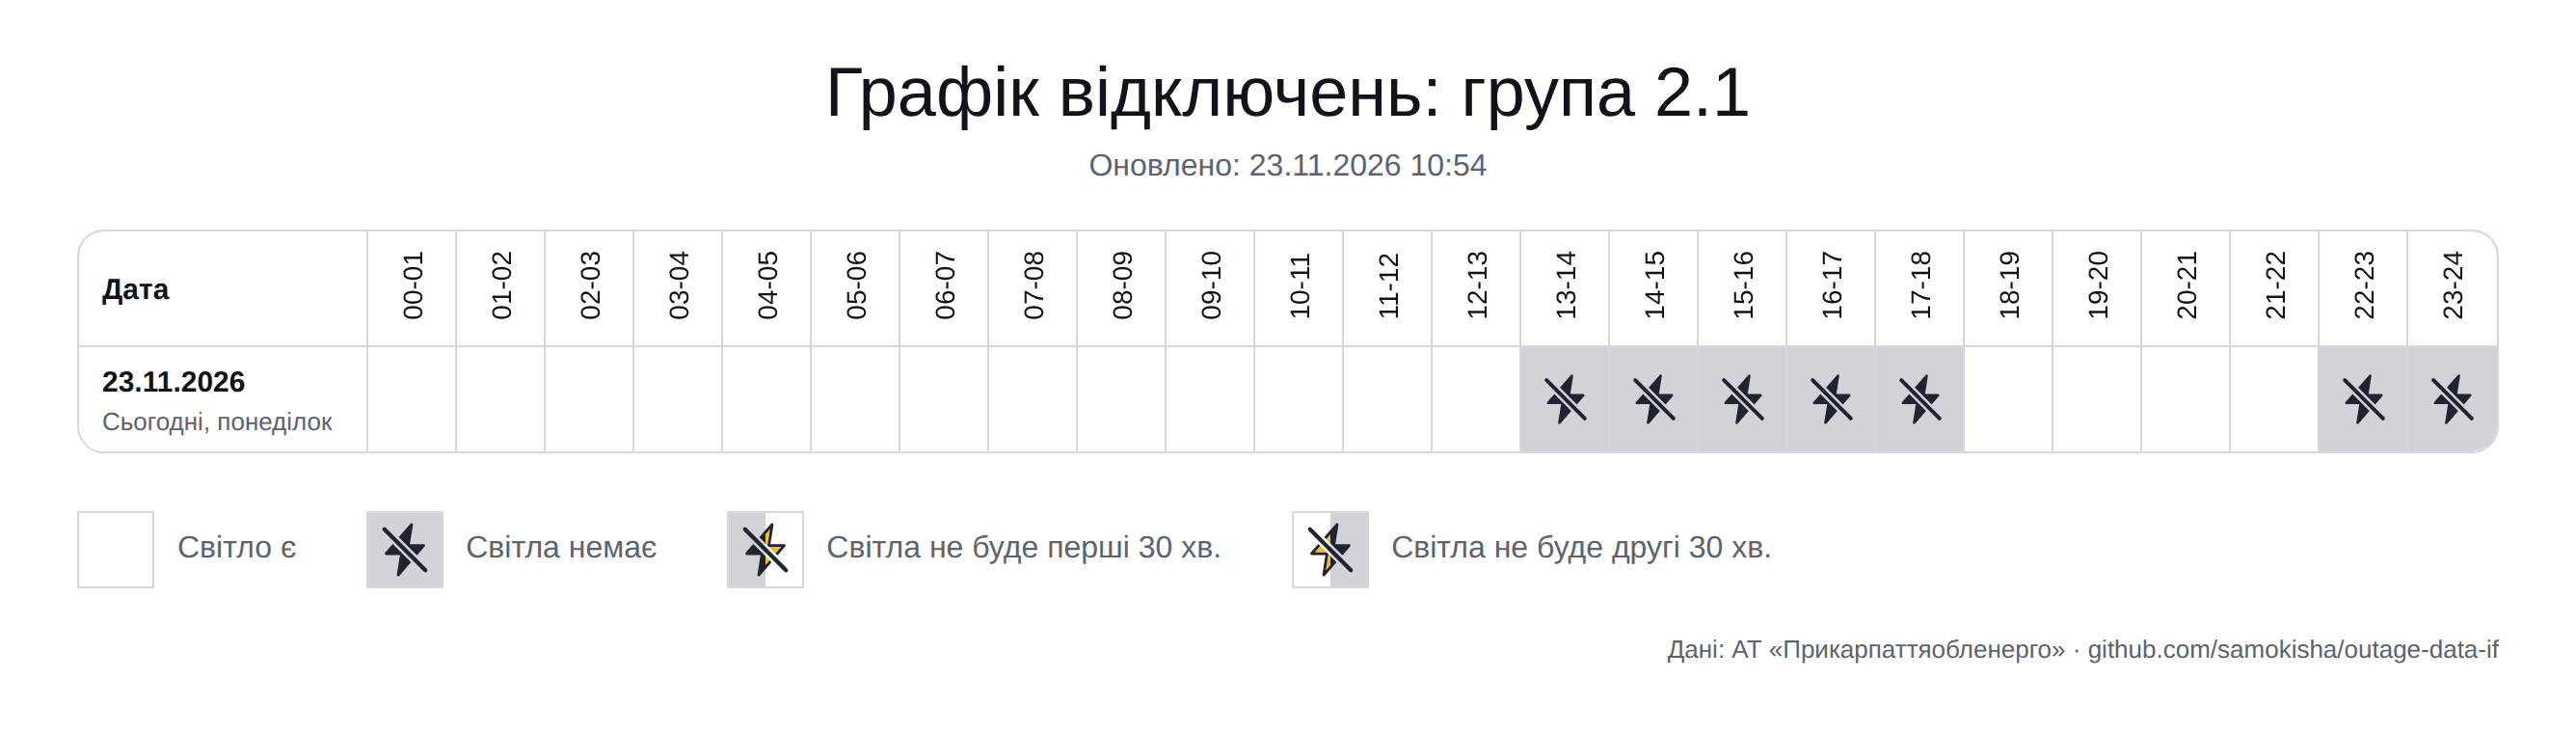 Графік відключень: група 2.1
Оновлено: 23.11.2026 10:54
Дата 00-01 01-02 02-03 03-04 04-05 05-06 06-07 07-08 08-09 09-10 10-11 11-12 12-13 13-14 14-15 15-16 16-17 17-18 18-19 19-20 20-21 21-22 22-23 23-24
23.11.2026
Сьогодні, понеділок
Світло є Світла немає Світла не буде перші 30 хв. Світла не буде другі 30 хв.
Дані: АТ «Прикарпаттяобленерго» · github.com/samokisha/outage-data-if